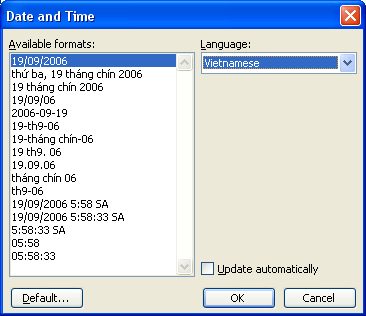 Date and Time
Available formats:
Language:
19/09/2006
Vietnamese
thứ ba, 19 tháng chín 2006
19 tháng chín 2006
19/09/06
2006-09-19
19-th9-06
19-tháng chín-06
19 th9. 06
19.09.06
tháng chín 06
th9-06
19/09/2006 5:58 SA
19/09/2006 5:58:33 SA
5:58:33 SA
05:58
05:58:33
Update automatically
Default...
OK
Cancel